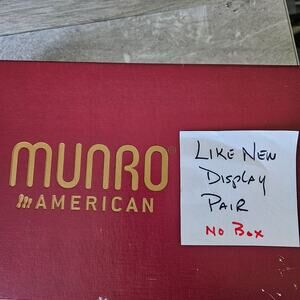 MUNRO®
AMERICAN
LIKE NEW
DISPLAY
PAIR
NO BOX